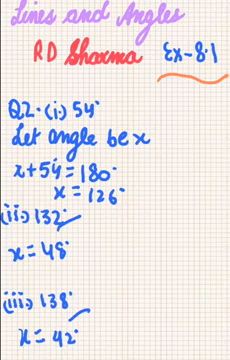 Lines and Angles
RD Sharma Ex-8.1
Q2. (i) 54°
Let angle be x
x+54=180°
x = 126°
(ii) 132°
x = 48°
(iii) 138°
x = 42°